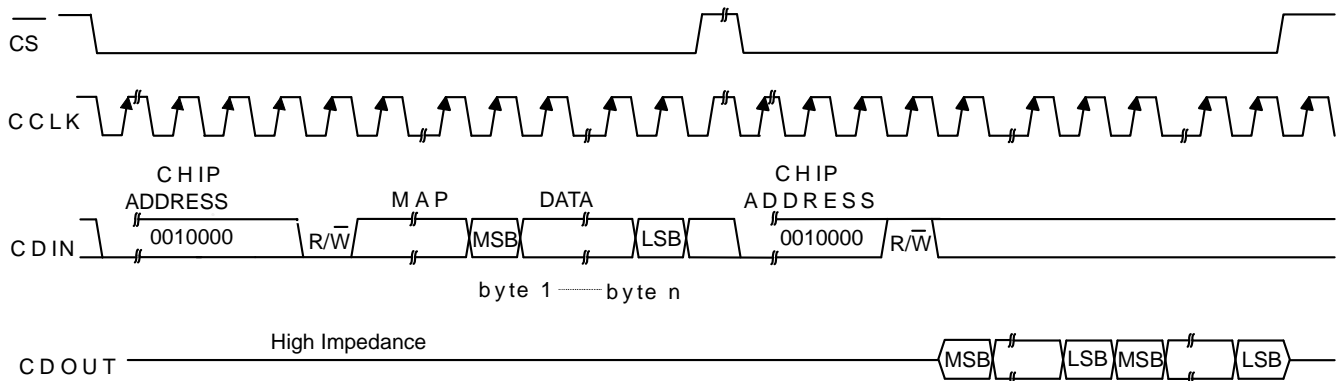 CS
CCLK
CHIP
ADDRESS
MAP
DATA
CHIP
ADDRESS
CDIN
0010000
R/W
MSB
LSB
0010000
R/W
byte 1
byte n
High Impedance
CDOUT
MSB
LSB
MSB
LSB